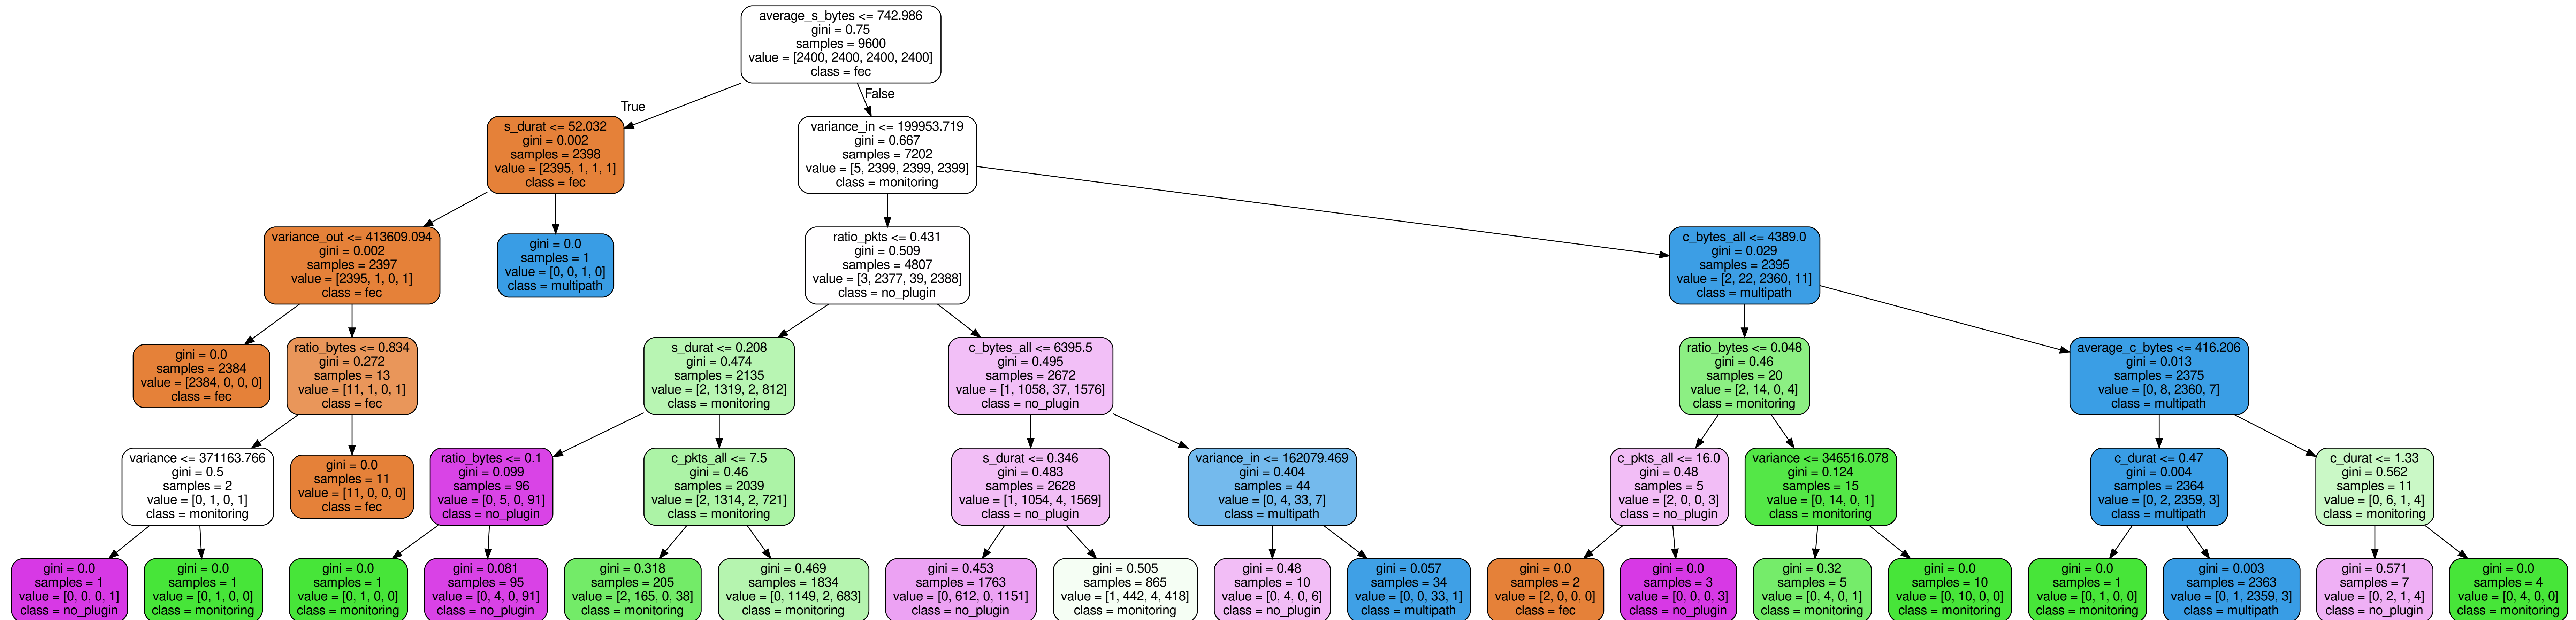 average_s_bytes <= 742.986
gini = 0.75
samples = 9600
value = [2400, 2400, 2400, 2400]
class = fec
True
False
s_durat <= 52.032
gini = 0.002
samples = 2398
value = [2395, 1, 1, 1]
class = fec
variance_in <= 199953.719
gini = 0.667
samples = 7202
value = [5, 2399, 2399, 2399]
class = monitoring
variance_out <= 413609.094
gini = 0.002
samples = 2397
value = [2395, 1, 0, 1]
class = fec
gini = 0.0
samples = 1
value = [0, 0, 1, 0]
class = multipath
ratio_pkts <= 0.431
gini = 0.509
samples = 4807
value = [3, 2377, 39, 2388]
class = no_plugin
c_bytes_all <= 4389.0
gini = 0.029
samples = 2395
value = [2, 22, 2360, 11]
class = multipath
gini = 0.0
samples = 2384
value = [2384, 0, 0, 0]
class = fec
ratio_bytes <= 0.834
gini = 0.272
samples = 13
value = [11, 1, 0, 1]
class = fec
s_durat <= 0.208
gini = 0.474
samples = 2135
value = [2, 1319, 2, 812]
class = monitoring
c_bytes_all <= 6395.5
gini = 0.495
samples = 2672
value = [1, 1058, 37, 1576]
class = no_plugin
ratio_bytes <= 0.048
gini = 0.46
samples = 20
value = [2, 14, 0, 4]
class = monitoring
average_c_bytes <= 416.206
gini = 0.013
samples = 2375
value = [0, 8, 2360, 7]
class = multipath
variance <= 371163.766
gini = 0.5
samples = 2
value = [0, 1, 0, 1]
class = monitoring
gini = 0.0
samples = 11
value = [11, 0, 0, 0]
class = fec
ratio_bytes <= 0.1
gini = 0.099
samples = 96
value = [0, 5, 0, 91]
class = no_plugin
c_pkts_all <= 7.5
gini = 0.46
samples = 2039
value = [2, 1314, 2, 721]
class = monitoring
s_durat <= 0.346
gini = 0.483
samples = 2628
value = [1, 1054, 4, 1569]
class = no_plugin
variance_in <= 162079.469
gini = 0.404
samples = 44
value = [0, 4, 33, 7]
class = multipath
c_pkts_all <= 16.0
gini = 0.48
samples = 5
value = [2, 0, 0, 3]
class = no_plugin
variance <= 346516.078
gini = 0.124
samples = 15
value = [0, 14, 0, 1]
class = monitoring
c_durat <= 0.47
gini = 0.004
samples = 2364
value = [0, 2, 2359, 3]
class = multipath
c_durat <= 1.33
gini = 0.562
samples = 11
value = [0, 6, 1, 4]
class = monitoring
gini = 0.0
samples = 1
value = [0, 0, 0, 1]
class = no_plugin
gini = 0.0
samples = 1
value = [0, 1, 0, 0]
class = monitoring
gini = 0.0
samples = 1
value = [0, 1, 0, 0]
class = monitoring
gini = 0.081
samples = 95
value = [0, 4, 0, 91]
class = no_plugin
gini = 0.318
samples = 205
value = [2, 165, 0, 38]
class = monitoring
gini = 0.469
samples = 1834
value = [0, 1149, 2, 683]
class = monitoring
gini = 0.453
samples = 1763
value = [0, 612, 0, 1151]
class = no_plugin
gini = 0.505
samples = 865
value = [1, 442, 4, 418]
class = monitoring
gini = 0.48
samples = 10
value = [0, 4, 0, 6]
class = no_plugin
gini = 0.057
samples = 34
value = [0, 0, 33, 1]
class = multipath
gini = 0.0
samples = 2
value = [2, 0, 0, 0]
class = fec
gini = 0.0
samples = 3
value = [0, 0, 0, 3]
class = no_plugin
gini = 0.32
samples = 5
value = [0, 4, 0, 1]
class = monitoring
gini = 0.0
samples = 10
value = [0, 10, 0, 0]
class = monitoring
gini = 0.0
samples = 1
value = [0, 1, 0, 0]
class = monitoring
gini = 0.003
samples = 2363
value = [0, 1, 2359, 3]
class = multipath
gini = 0.571
samples = 7
value = [0, 2, 1, 4]
class = no_plugin
gini = 0.0
samples = 4
value = [0, 4, 0, 0]
class = monitoring